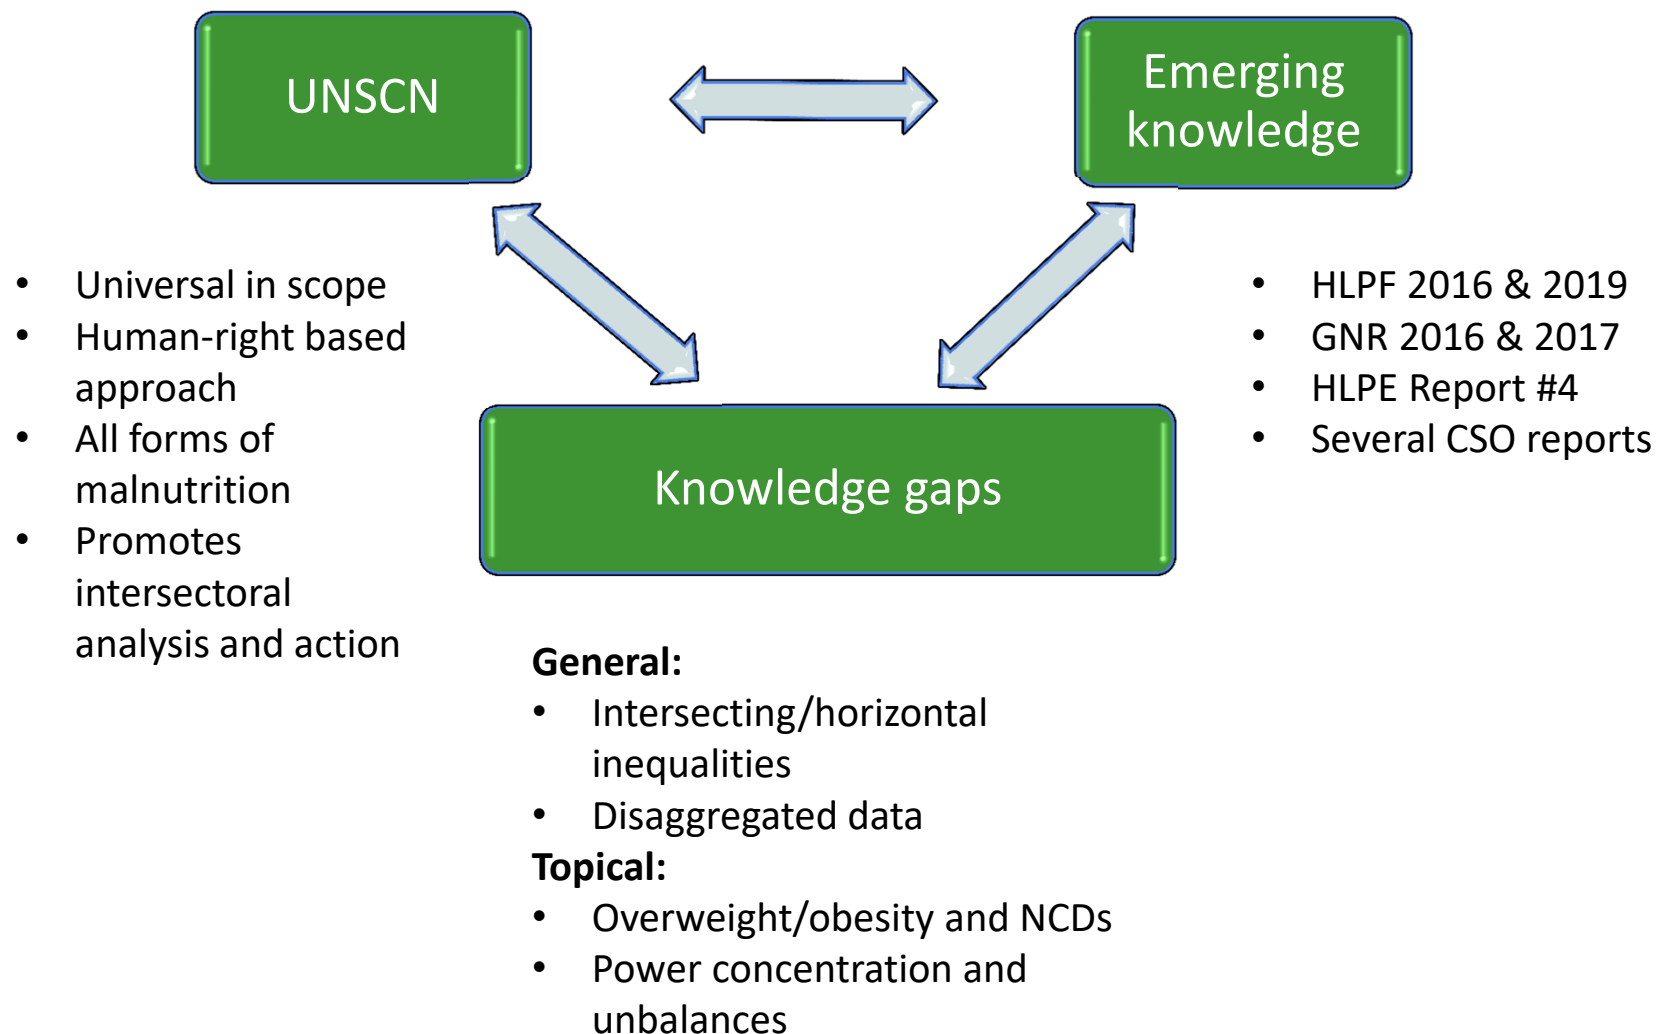 UNSCN
Emerging
knowledge
• Universal in scope
• Human-right based
approach
• All forms of
malnutrition
• Promotes
intersectoral
analysis and action
• HLPF 2016 & 2019
• GNR 2016 & 2017
• HLPE Report #4
• Several CSO reports
Knowledge gaps
General:
• Intersecting/horizontal
inequalities
• Disaggregated data
Topical:
• Overweight/obesity and NCDs
• Power concentration and
unbalances